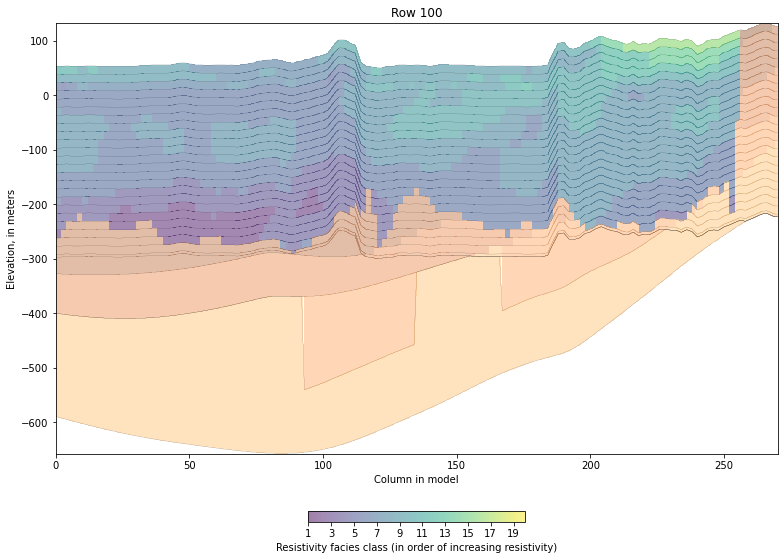 Row 100
100
0
−100
−200
−300
−400
−500
−600
Elevation, in meters
0 50 100 150 200 250
Column in model
1 3 5 7 9 11 13 15 17 19
Resistivity facies class (in order of increasing resistivity)